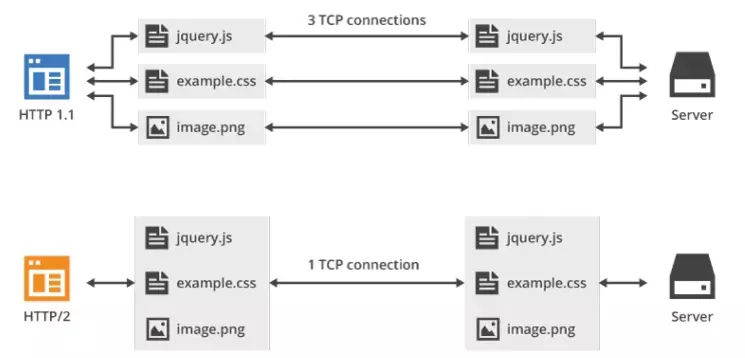 3 TCP connections
jquery.js
jquery.js
example.css
example.css
HTTP 1.1
Server
image.png
image.png
jquery.js
jquery.js
1 TCP connection
example.css
example.css
HTTP/2
Server
image.png
image.png